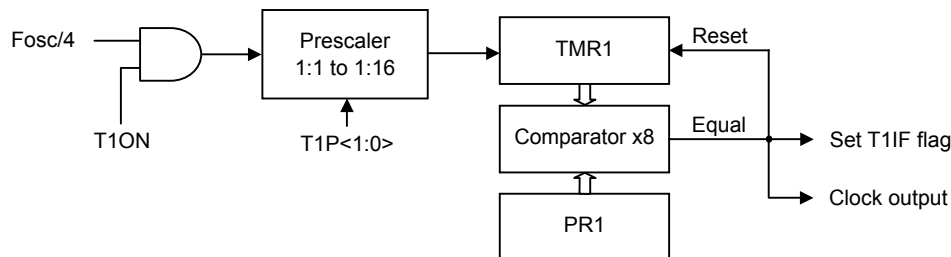 Fosc/4
T1ON
Prescaler
1:1 to 1:16
T1P<1:0>
TMR1
Reset
Comparator x8
Equal
Set T1IF flag
Clock output
PR1